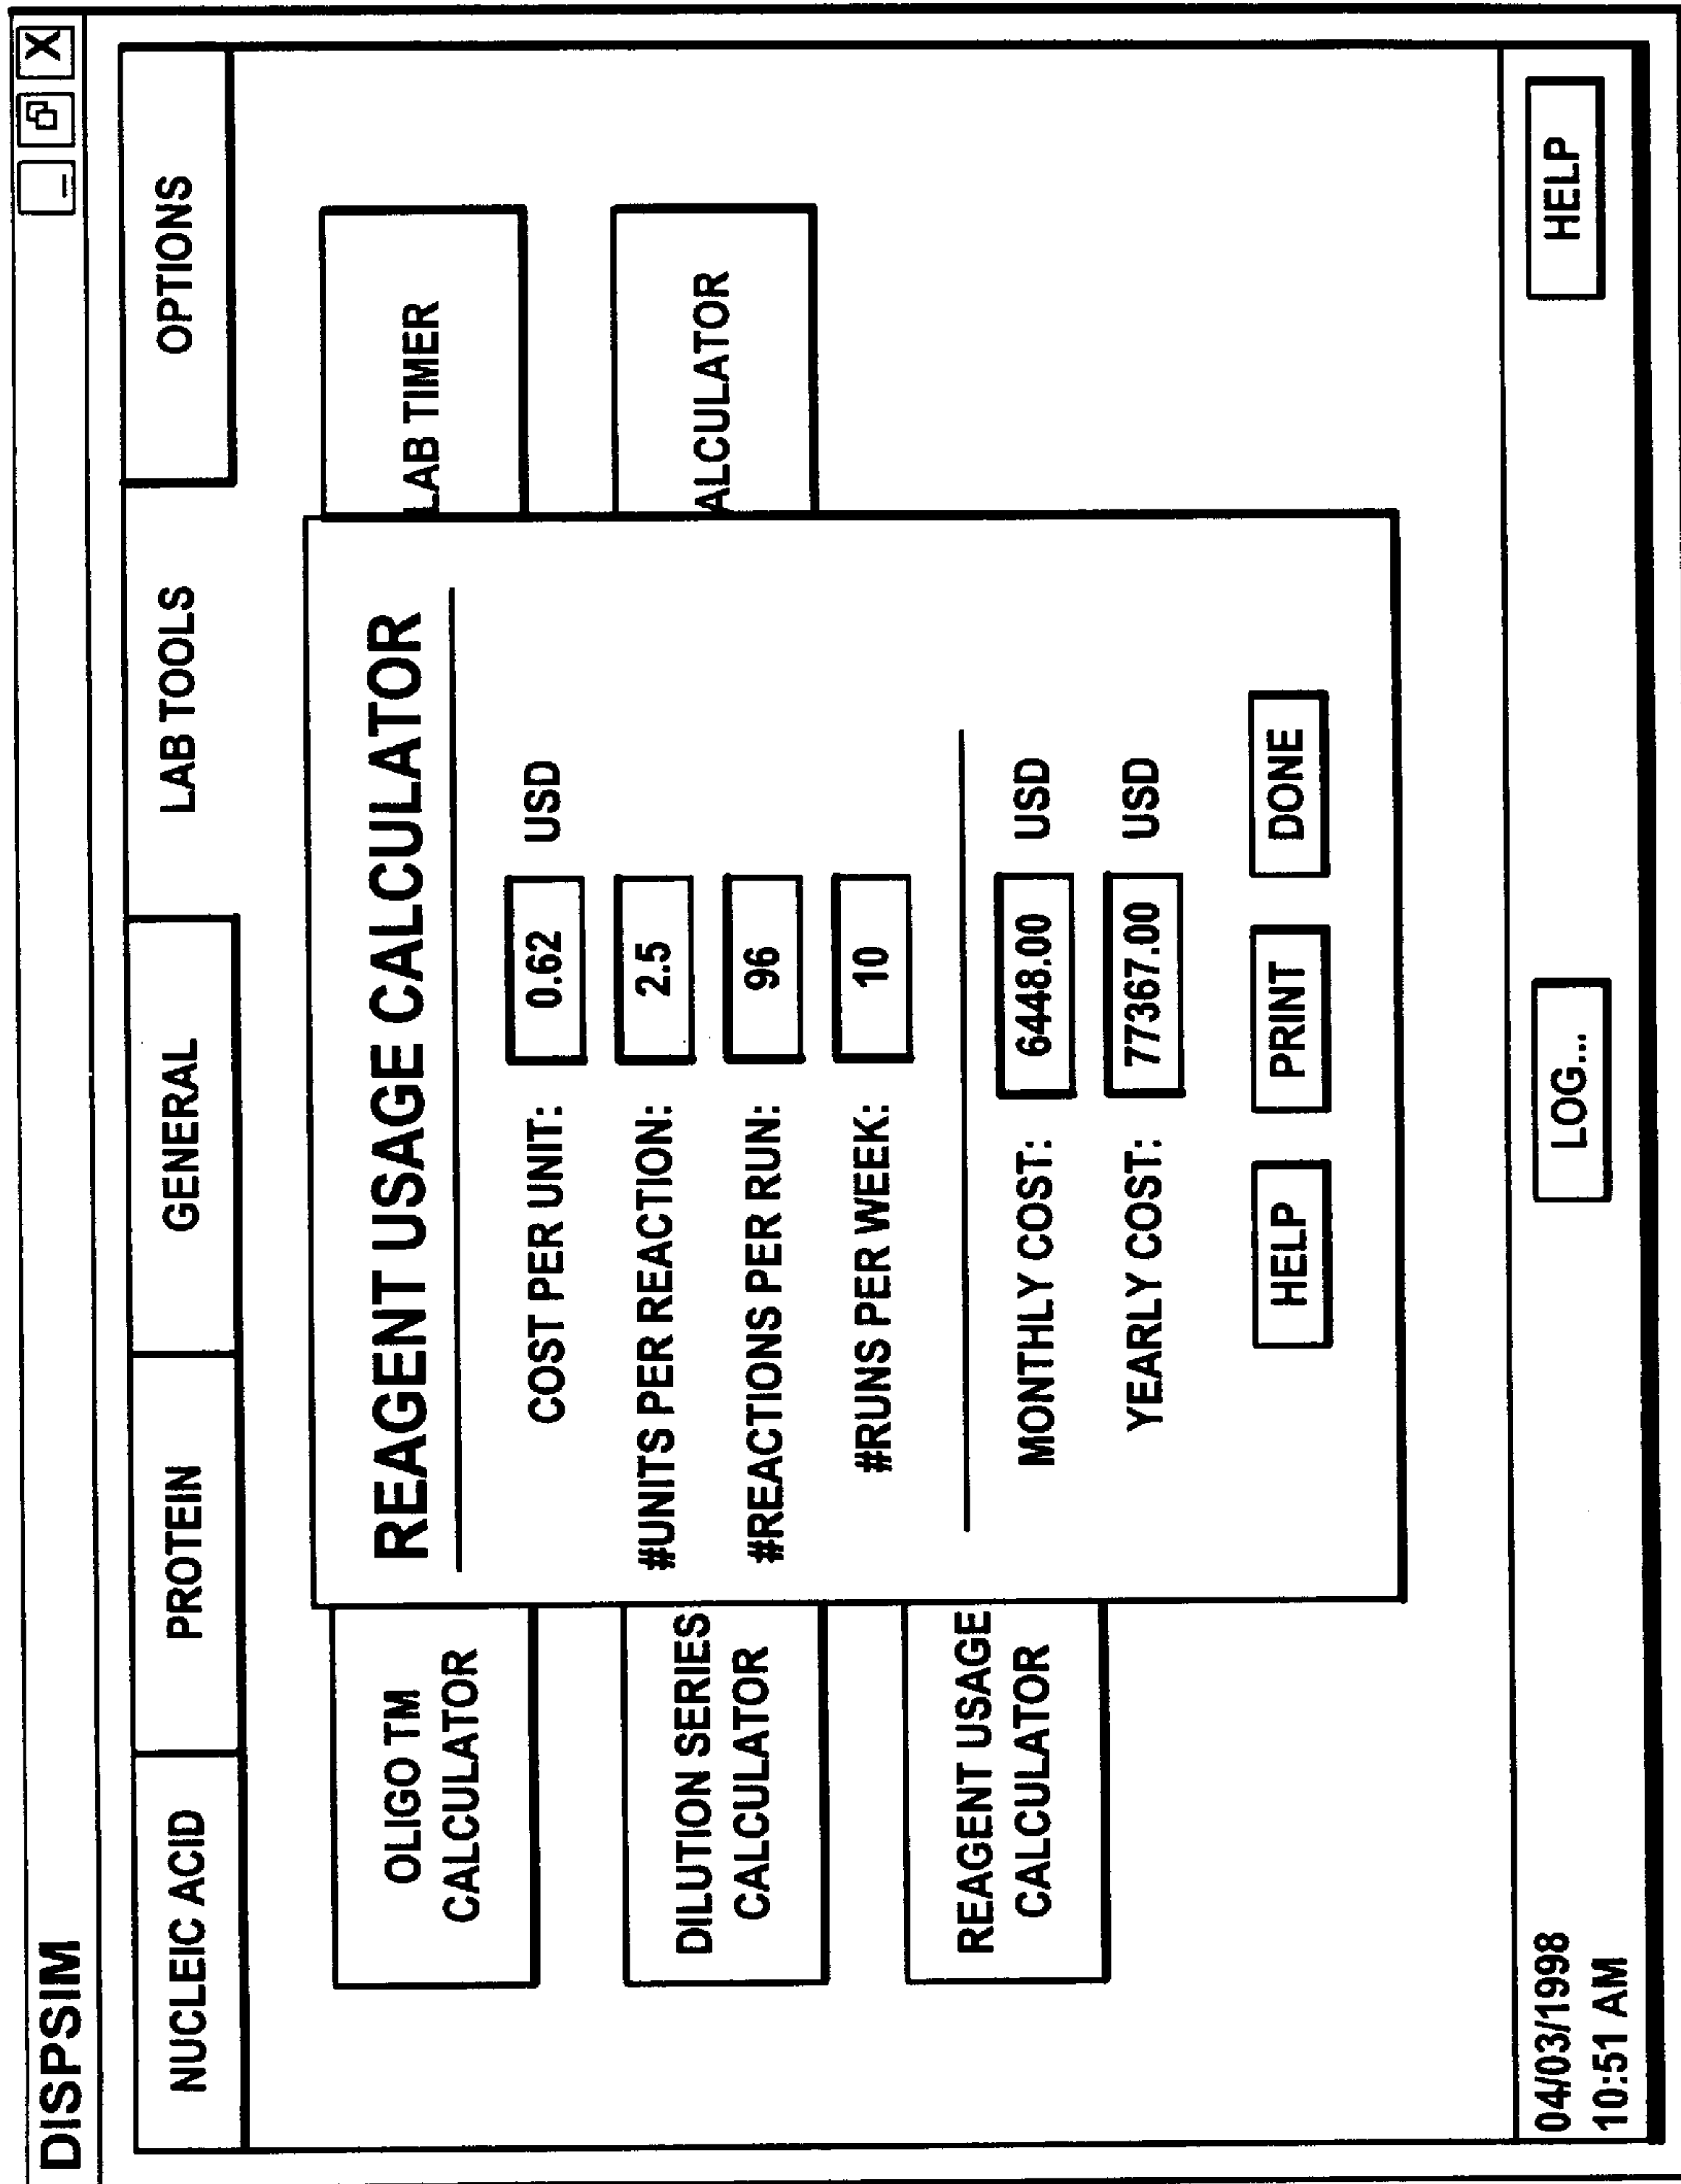 DISPSIM
X
NUCLEIC ACID
PROTEIN
GENERAL
LAB TOOLS
OPTIONS
OLIGO TM
CALCULATOR
DILUTION SERIES
CALCULATOR
REAGENT USAGE
CALCULATOR
REAGENT USAGE CALCULATOR
COST PER UNIT: 0.62 USD
#UNITS PER REACTION: 2.5
#REACTIONS PER RUN: 96
#RUNS PER WEEK: 10
MONTHLY COST: 6448.00 USD
YEARLY COST: 77367.00 USD
HELP
PRINT
DONE
LAB TIMER
ALCULATOR
04/03/1998
10:51 AM
LOG...
HELP